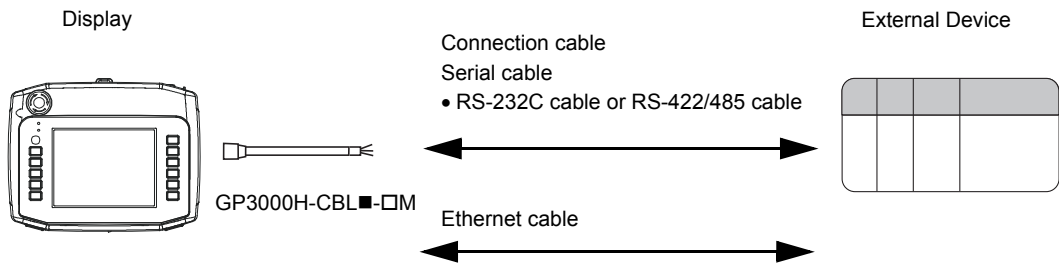 Display
External Device
Connection cable
Serial cable
• RS-232C cable or RS-422/485 cable
GP3000H-CBL■-□M
Ethernet cable